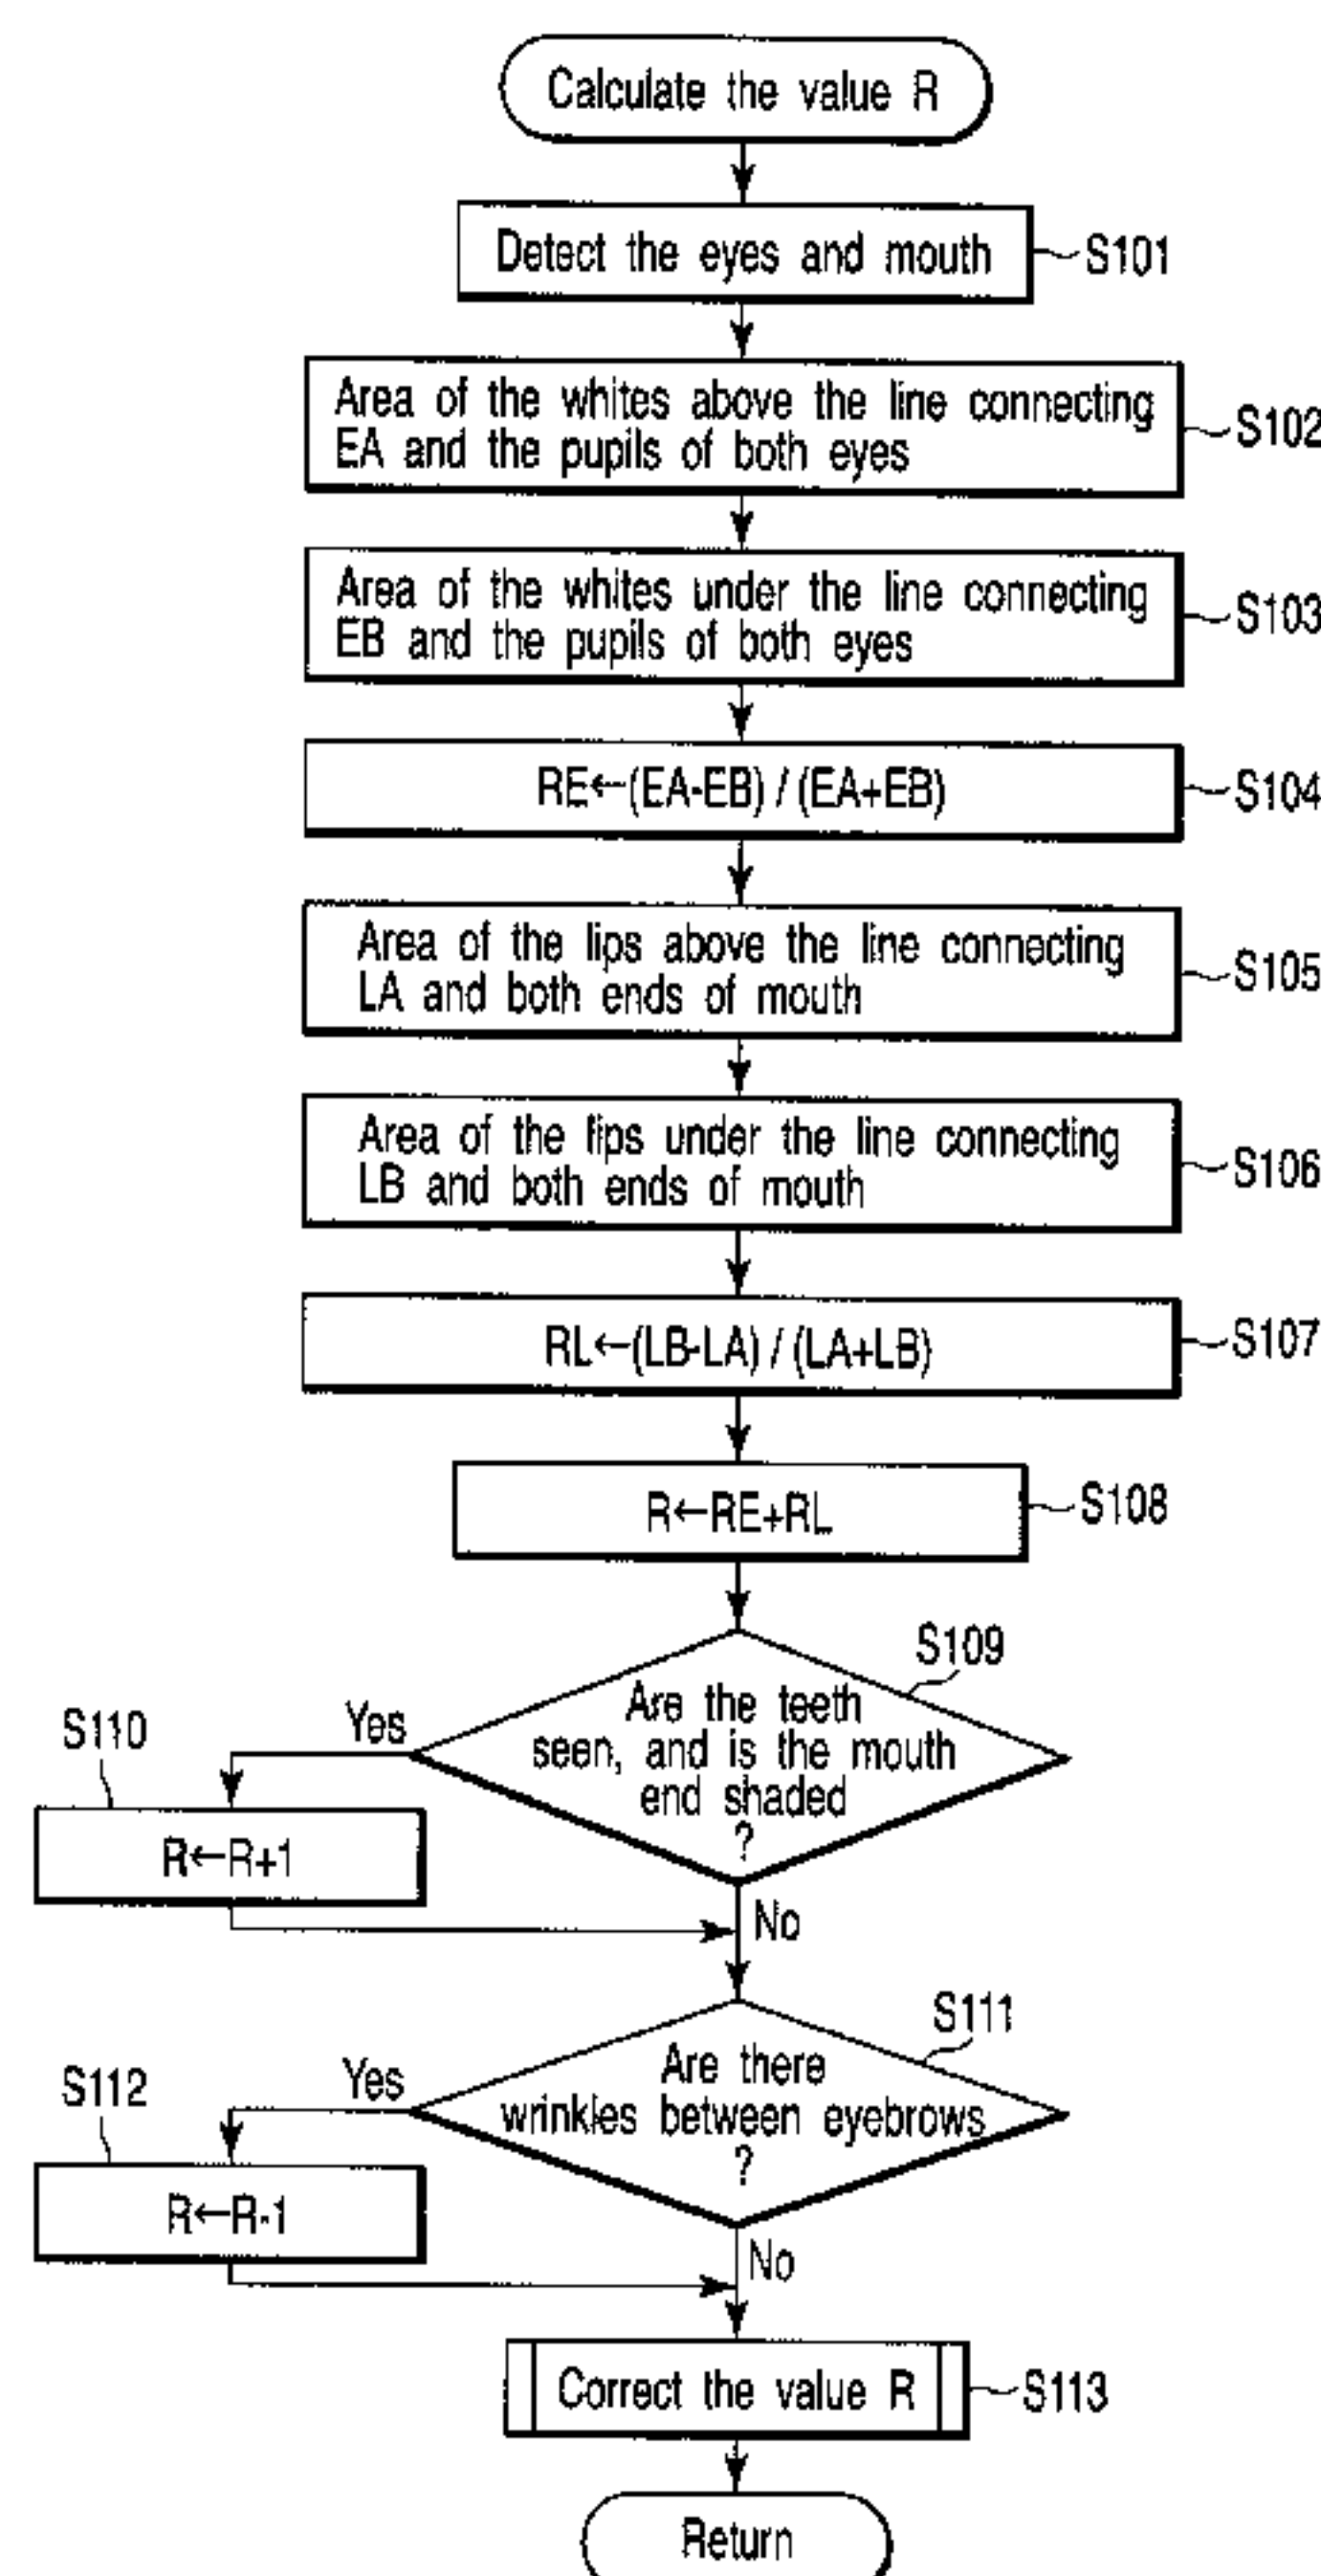 Calculate the value R
Detect the eyes and mouth
S101
Area of the whites above the line connecting
EA and the pupils of both eyes
S102
Area of the whites under the line connecting
EB and the pupils of both eyes
S103
RE←(EA-EB) / (EA+EB)
S104
Area of the lips above the line connecting
LA and both ends of mouth
S105
Area of the lips under the line connecting
LB and both ends of mouth
S106
RL←(LB-LA) / (LA+LB)
S107
R←RE+RL
S108
S109
Are the teeth
seen, and is the mouth
end shaded
?
Yes
S110
R←R+1
No
S111
Are there
wrinkles between eyebrows
?
Yes
S112
R←R-1
No
Correct the value R
S113
Return